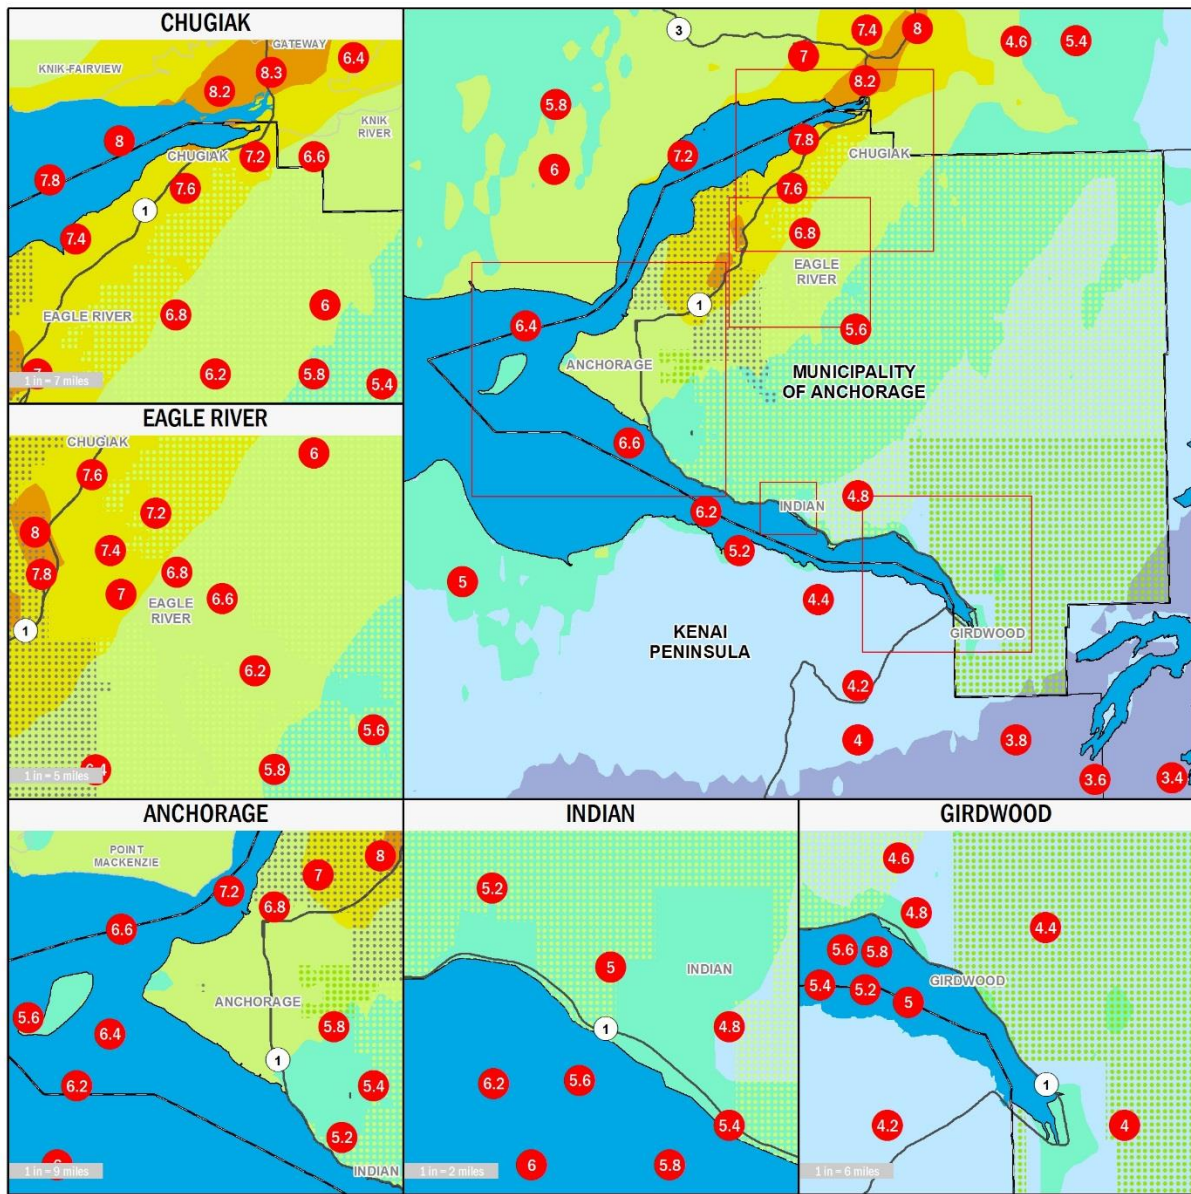 CHUGIAK
GATEWAY
KNIK-FAIRVIEW
6.4
8.3
8.2
KNIK
RIVER
8
CHUGIAK
7.2
6.6
7.8
7.6
1
7.4
6.8
6
EAGLE RIVER
7
6.2
5.8
5.4
1 in = 7 miles
3
7.4
8
4.6
5.4
7
8.2
5.8
7.8
7.2
CHUGIAK
6
7.6
6.8
EAGLE
RIVER
1
6.4
5.6
ANCHORAGE
MUNICIPALITY
OF ANCHORAGE
6.6
4.8
INDIAN
6.2
5.2
5
4.4
KENAI
PENINSULA
GIRDWOOD
4.2
4
3.8
3.6
3.4
EAGLE RIVER
CHUGIAK
6
7.6
7.2
8
7.4
7.8
6.8
7
6.6
EAGLE
RIVER
1
6.2
5.6
5.8
1 in = 5 miles
ANCHORAGE
POINT
MACKENZIE
8
7
7.2
6.8
6.6
ANCHORAGE
5.6
6.4
5.8
1
6.2
5.4
5.2
INDIAN
1 in = 9 miles
INDIAN
5.2
5
INDIAN
1
4.8
6.2
5.6
5.4
6
5.8
1 in = 2 miles
GIRDWOOD
4.6
4.8
4.4
5.6
5.8
GIRDWOOD
5.4
5.2
5
1
4.2
4
1 in = 6 miles